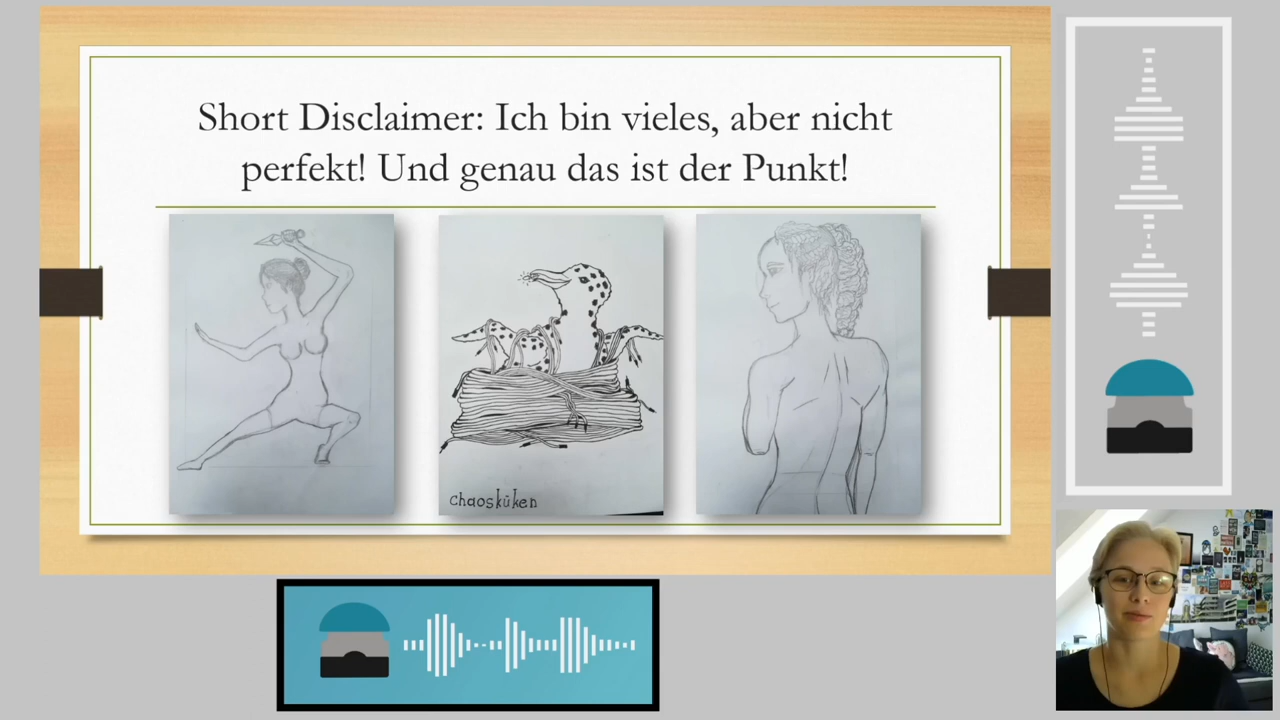 Short Disclaimer: Ich bin vieles, aber nicht
perfekt! Und genau das ist der Punkt!
chaosküken